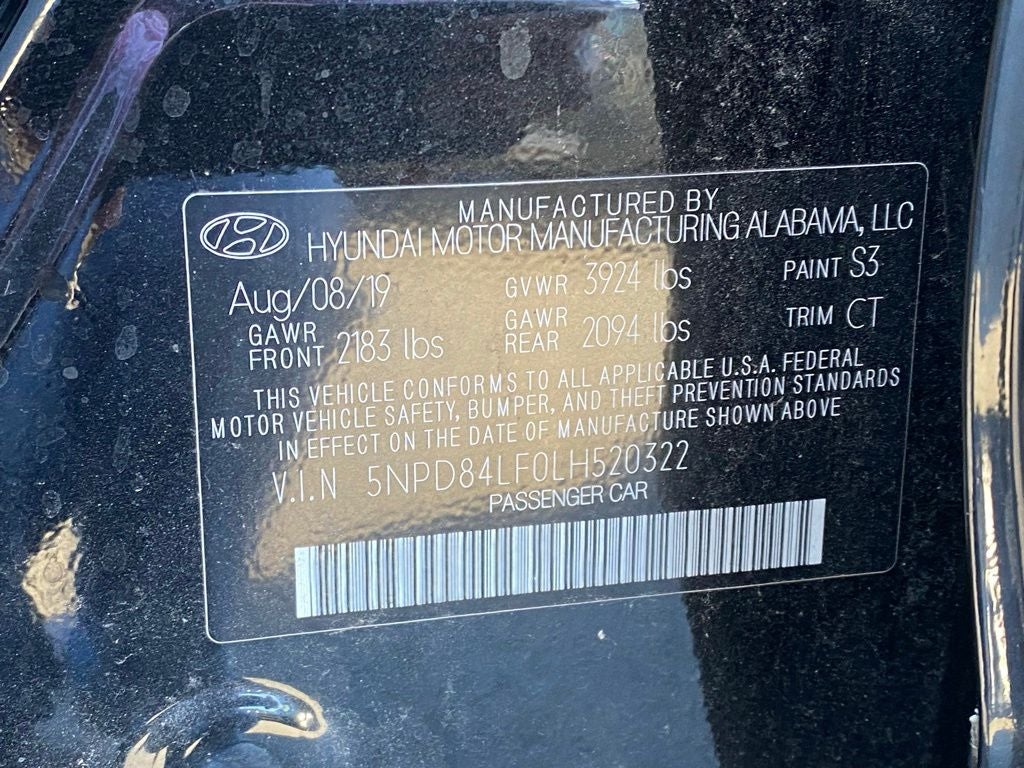 MANUFACTURED BY
HYUNDAI MOTOR MANUFACTURING ALABAMA, LLC
Aug/08/19 GVWR 3924 lbs PAINT S3
GAWR FRONT 2183 lbs GAWR REAR 2094 lbs TRIM CT
THIS VEHICLE CONFORMS TO ALL APPLICABLE U.S.A. FEDERAL
MOTOR VEHICLE SAFETY, BUMPER, AND THEFT PREVENTION STANDARDS
IN EFFECT ON THE DATE OF MANUFACTURE SHOWN ABOVE
V.I.N 5NPD84LF0LH520322
PASSENGER CAR